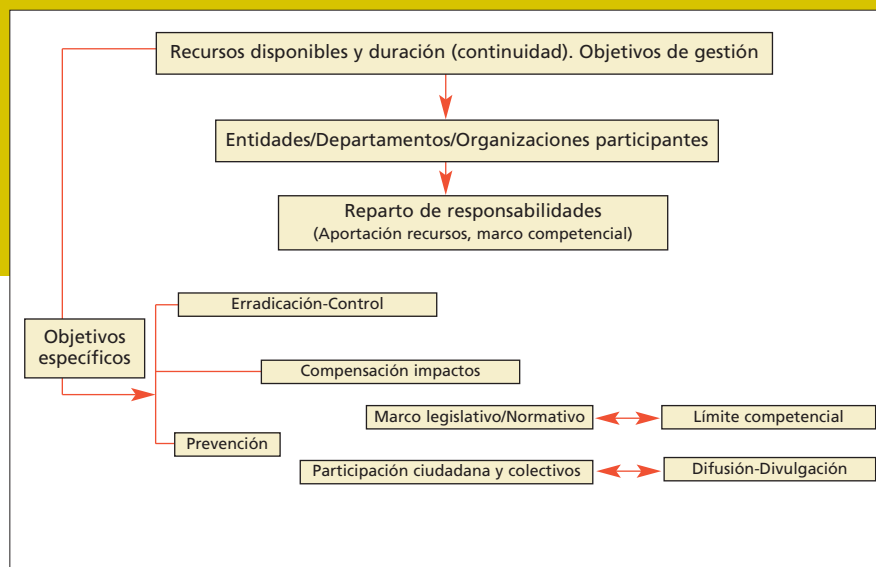 Recursos disponibles y duración (continuidad). Objetivos de gestión
Entidades/Departamentos/Organizaciones participantes
Reparto de responsabilidades
(Aportación recursos, marco competencial)
Erradicación-Control
Objetivos
específicos
Compensación impactos
Marco legislativo/Normativo
Límite competencial
Prevención
Participación ciudadana y colectivos
Difusión-Divulgación